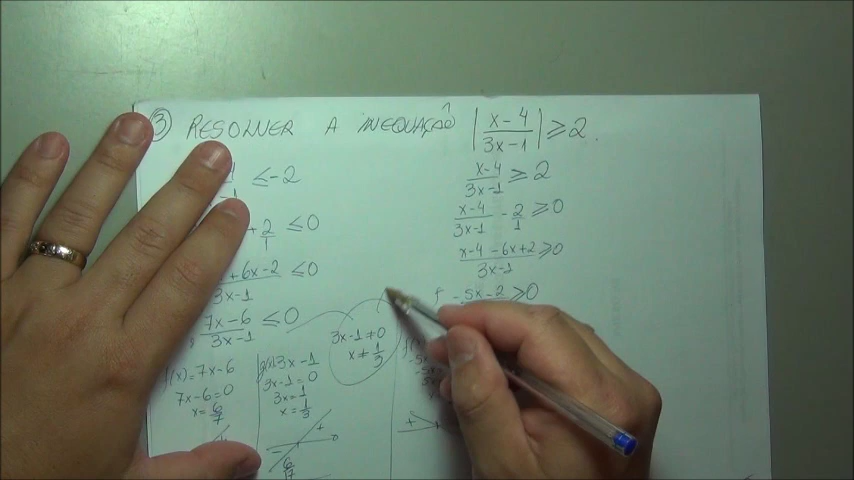 ③ RESOLVER A INEQUAÇÃO |x-4 / 3x-1| ≥ 2.
≤ -2
+ 2/1 ≤ 0
+6x-2 / 3x-1 ≤ 0
7x-6 / 3x-1 ≤ 0
f(x)=7x-6
7x-6=0
x=6/7
g(x)=3x-1
3x-1=0
3x=1
x=1/3
- +
6/7
3x-1≠0
x≠1/3
x-4 / 3x-1 ≥ 2
x-4 / 3x-1 - 2/1 ≥ 0
x-4-6x+2 / 3x-1 ≥ 0
-5x-2 ≥ 0
+